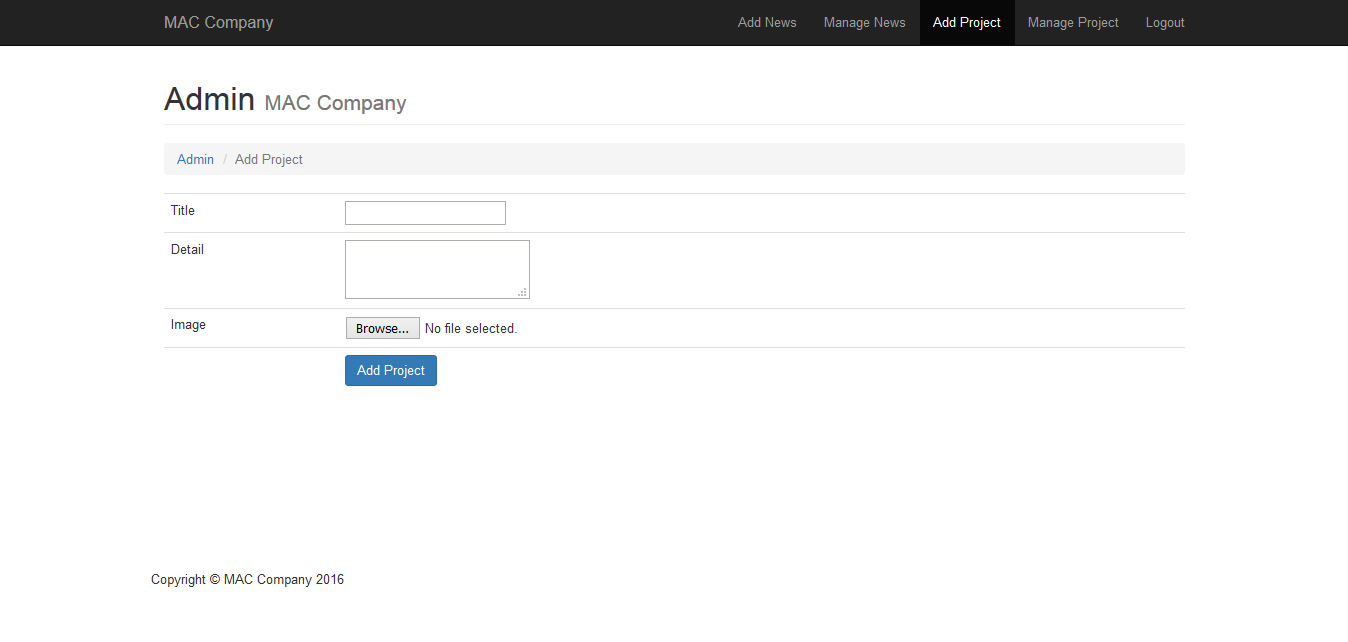 MAC Company Add News Manage News Add Project Manage Project Logout
Admin MAC Company
Admin / Add Project
Title
Detail
Image Browse... No file selected.
Add Project
Copyright © MAC Company 2016